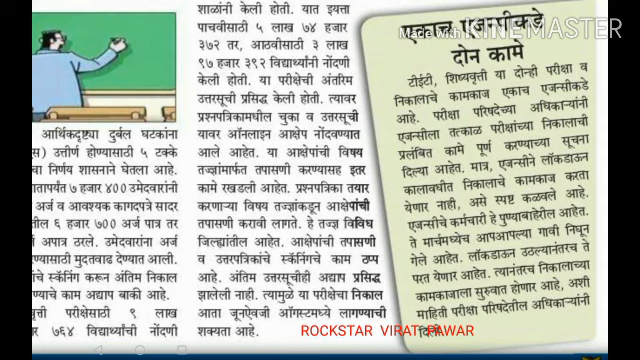 आर्थिकदृष्ट्या दुर्बल घटकांना
स) उत्तीर्ण होण्यासाठी ५ टक्के
चा निर्णय शासनाने घेतला आहे.
तापर्यंत ७ हजार ४०० उमेदवारांनी
अर्ज व आवश्यक कागदपत्रे सादर
तील ६ हजार ७०० अर्ज पात्र तर
अपात्र ठरले. उमेदवारांना अर्ज
रण्यासाठी मुदतवाढ देण्यात आली.
ांचे स्कॅनिंग करून अंतिम निकाल
ण्याचे काम अद्याप बाकी आहे.
वृत्ती परीक्षेसाठी ९ लाख
र ७६४ विद्यार्थ्यांची नोंदणी
शाळांनी केली होती. यात इयत्ता
पाचवीसाठी ५ लाख ७४ हजार
३७२ तर, आठवीसाठी ३ लाख
९७ हजार ३९२ विद्यार्थ्यांनी नोंदणी
केली होती. या परीक्षेची अंतरिम
उत्तरसूची प्रसिद्ध केली होती. त्यावर
प्रश्नपत्रिकामधील चुका व उत्तरसूची
यावर ऑनलाइन आक्षेप नोंदवण्यात
आले आहेत. या आक्षेपांची विषय
तज्ज्ञांमार्फत तपासणी करण्यासह इतर
कामे रखडली आहेत. प्रश्नपत्रिका तयार
करणाऱ्या विषय तज्ज्ञांकडून आक्षेपांची
तपासणी करावी लागते. हे तज्ज्ञ विविध
जिल्ह्यांतील आहेत. आक्षेपांची तपासणी
व उत्तरपत्रिकांचे स्कॅनिंगचे काम ठप्प
आहे. अंतिम उत्तरसूचीही अद्याप प्रसिद्ध
झालेली नाही. त्यामुळे या परीक्षेचा निकाल
आता जूनऐवजी ऑगस्टमध्ये लागण्याची
शक्यता आहे.
एकाच एजन्सीकडे
दोन कामे
टीईटी, शिष्यवृत्ती या दोन्ही परीक्षा व
निकालाचे कामकाज एकाच एजन्सीकडे
आहे. परीक्षा परिषदेच्या अधिकाऱ्यांनी
एजन्सीला तत्काळ परीक्षांच्या निकालाची
प्रलंबित कामे पूर्ण करण्याच्या सूचना
दिल्या आहेत. मात्र, एजन्सीने लॉकडाऊन
कालावधीत निकालाचे कामकाज करता
येणार नाही, असे स्पष्ट कळवले आहे.
एजन्सीचे कर्मचारी हे पुण्याबाहेरील आहेत.
ते मार्चमध्येच आपआपल्या गावी निघून
गेले आहेत. लॉकडाऊन उठल्यानंतरच ते
परत येणार आहेत. त्यानंतरच निकालाच्या
कामकाजाला सुरुवात होणार आहे, अशी
माहिती परीक्षा परिषदेतील अधिकाऱ्यांनी
दिली.
Made with KINEMASTER
ROCKSTAR VIRAT PAWAR